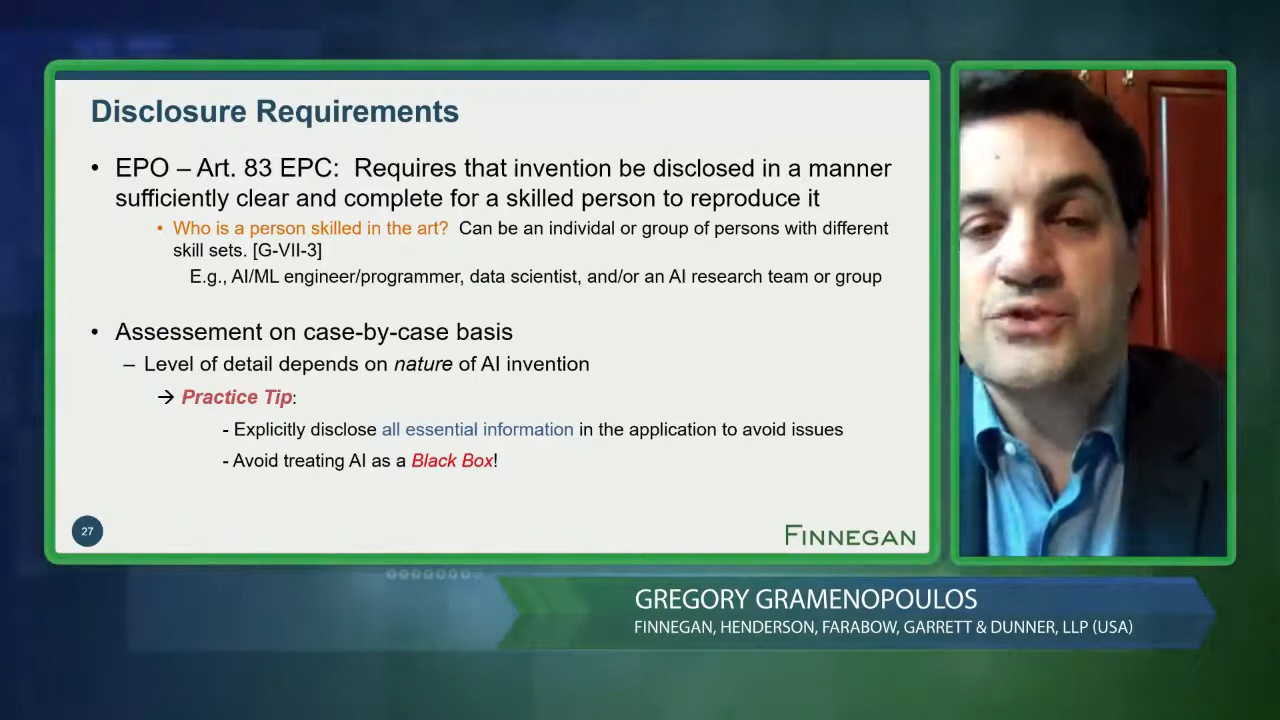 Disclosure Requirements
• EPO – Art. 83 EPC: Requires that invention be disclosed in a manner
sufficiently clear and complete for a skilled person to reproduce it
• Who is a person skilled in the art? Can be an individal or group of persons with different
skill sets. [G-VII-3]
E.g., AI/ML engineer/programmer, data scientist, and/or an AI research team or group
• Assessement on case-by-case basis
– Level of detail depends on nature of AI invention
→ Practice Tip:
- Explicitly disclose all essential information in the application to avoid issues
- Avoid treating AI as a Black Box!
27
FINNEGAN
GREGORY GRAMENOPOULOS
FINNEGAN, HENDERSON, FARABOW, GARRETT & DUNNER, LLP (USA)